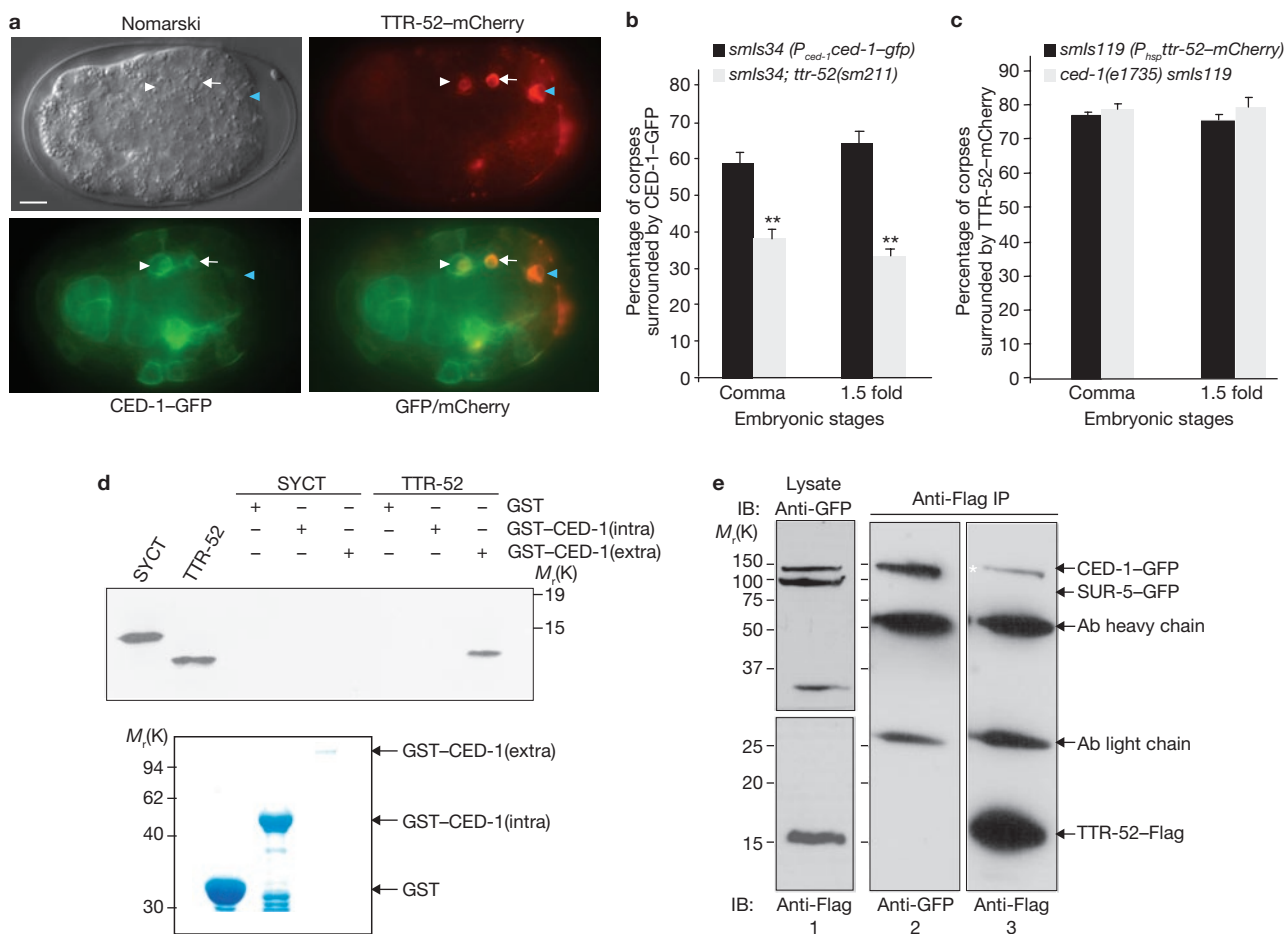 a
Nomarski
TTR-52–mCherry
CED-1–GFP
GFP/mCherry
b
smIs34 (Pced-1ced-1–gfp)
smIs34; ttr-52(sm211)
Percentage of corpses
surrounded by CED-1–GFP
80
70
60
50
40
30
20
10
0
**
**
Comma
1.5 fold
Embryonic stages
c
smIs119 (Phspttr-52–mCherry)
ced-1(e1735) smIs119
Percentage of corpses
surrounded by TTR-52–mCherry
90
80
70
60
50
40
30
20
10
0
Comma
1.5 fold
Embryonic stages
d
SYCT
TTR-52
SYCT TTR-52
+ – – + – – GST
– + – – + – GST–CED-1(intra)
– – + – – + GST–CED-1(extra)
Mr(K)
19
15
Mr(K)
94
62
40
30
GST–CED-1(extra)
GST–CED-1(intra)
GST
e
Lysate
IB: Anti-GFP
Anti-Flag IP
Mr(K)
150
100
75
50
37
25
20
15
*
CED-1–GFP
SUR-5–GFP
Ab heavy chain
Ab light chain
TTR-52–Flag
IB: Anti-Flag Anti-GFP Anti-Flag
1 2 3